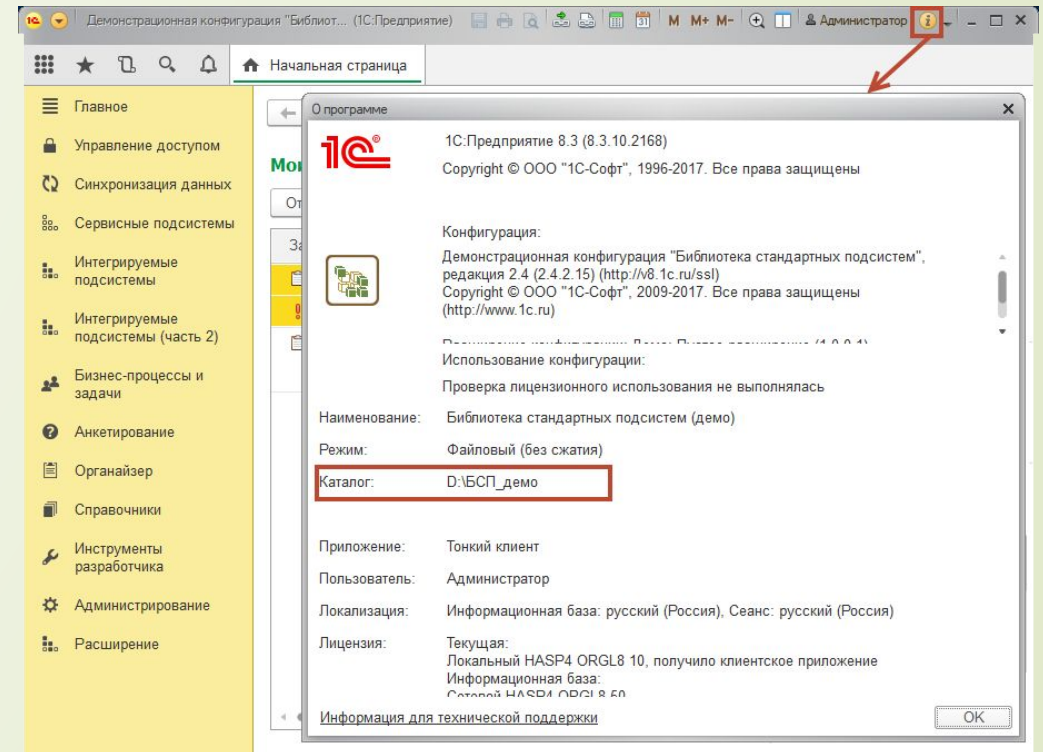 Демонстрационная конфигурация "Библиот... (1С:Предприятие)
M M+ M-
Администратор
Начальная страница
Главное
Управление доступом
Синхронизация данных
Сервисные подсистемы
Интегрируемые
подсистемы
Интегрируемые
подсистемы (часть 2)
Бизнес-процессы и
задачи
Анкетирование
Органайзер
Справочники
Инструменты
разработчика
Администрирование
Расширение
О программе
1С
1С:Предприятие 8.3 (8.3.10.2168)
Copyright © ООО "1С-Софт", 1996-2017. Все права защищены
Конфигурация:
Демонстрационная конфигурация "Библиотека стандартных подсистем",
редакция 2.4 (2.4.2.15) (http://v8.1c.ru/ssl)
Copyright © ООО "1С-Софт", 2009-2017. Все права защищены
(http://www.1c.ru)
Использование конфигурации:
Проверка лицензионного использования не выполнялась
Наименование: Библиотека стандартных подсистем (демо)
Режим: Файловый (без сжатия)
Каталог: D:\БСП_демо
Приложение: Тонкий клиент
Пользователь: Администратор
Локализация: Информационная база: русский (Россия), Сеанс: русский (Россия)
Лицензия: Текущая:
Локальный HASP4 ORGL8 10, получило клиентское приложение
Информационная база:
Сетевой HASP4 ORGL8 50
Информация для технической поддержки
OK